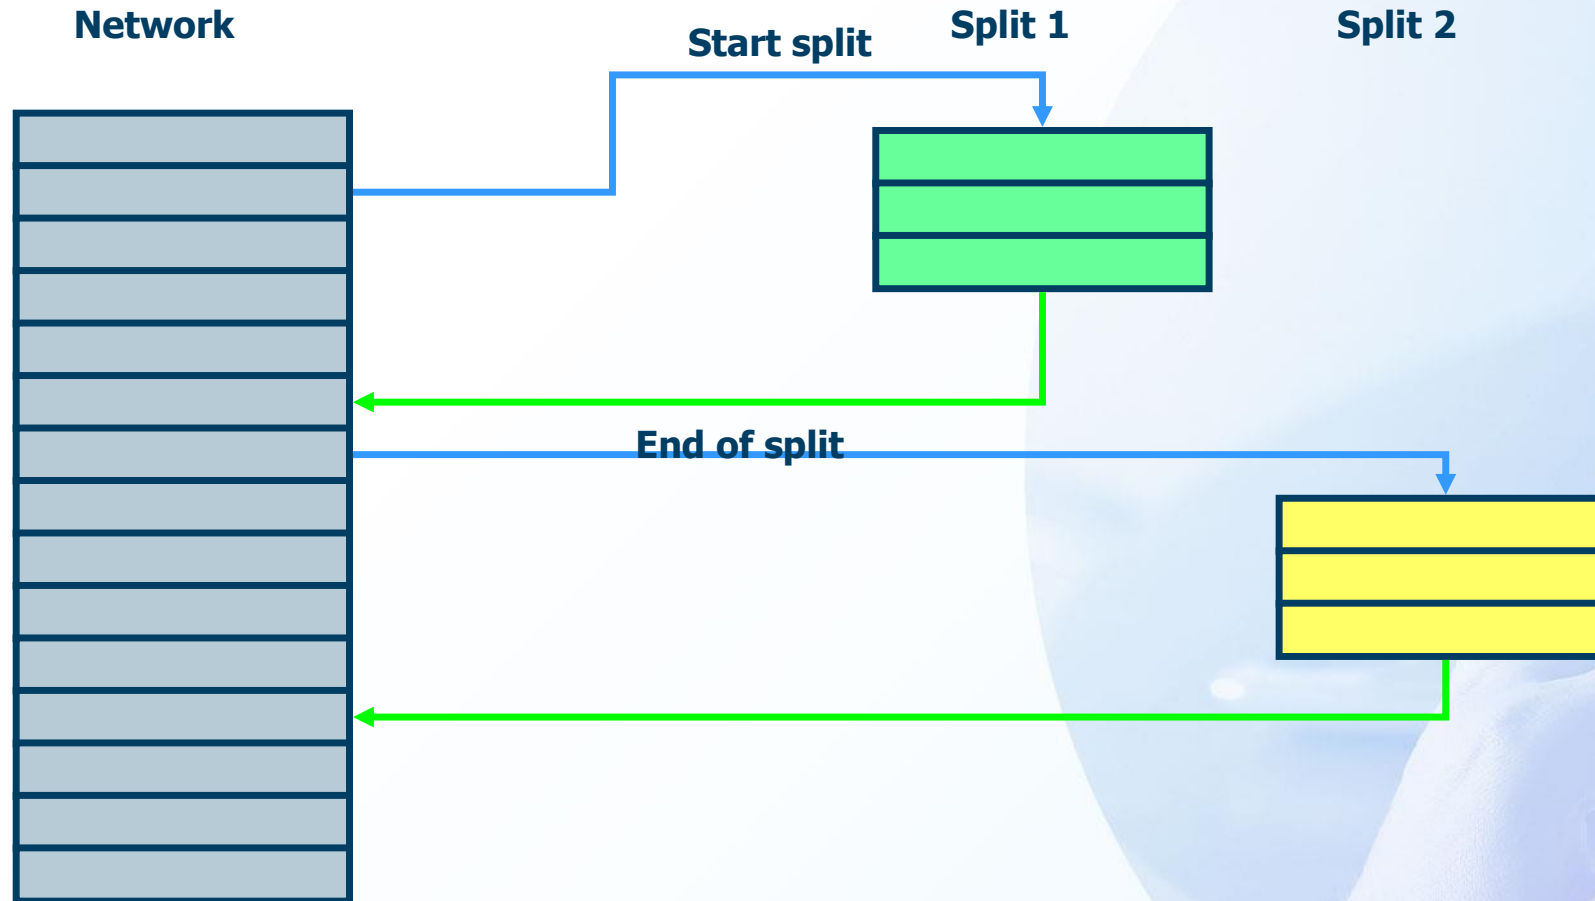 Network
Start split
Split 1
Split 2
End of split